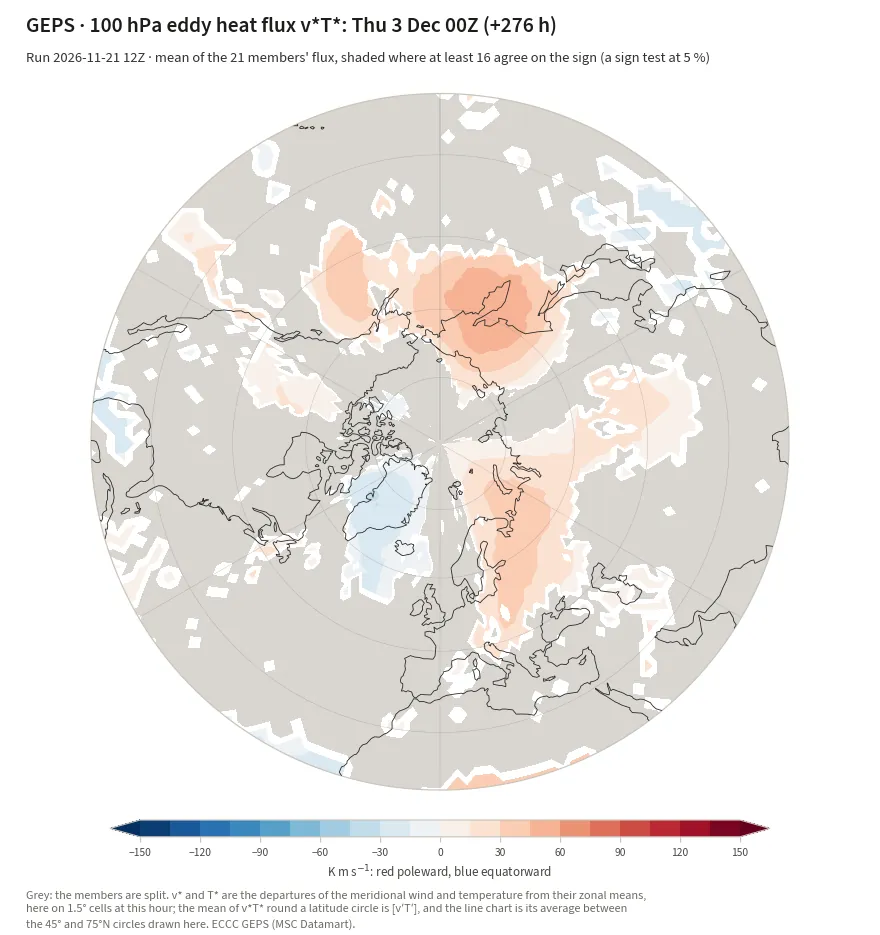 GEPS · 100 hPa eddy heat flux v*T*: Thu 3 Dec 00Z (+276 h)
Run 2026-11-21 12Z · mean of the 21 members' flux, shaded where at least 16 agree on the sign (a sign test at 5 %)
−150 −120 −90 −60 −30 0 30 60 90 120 150
K m s⁻¹: red poleward, blue equatorward
Grey: the members are split. v* and T* are the departures of the meridional wind and temperature from their zonal means,
here on 1.5° cells at this hour; the mean of v*T* round a latitude circle is [v'T'], and the line chart is its average between
the 45° and 75°N circles drawn here. ECCC GEPS (MSC Datamart).